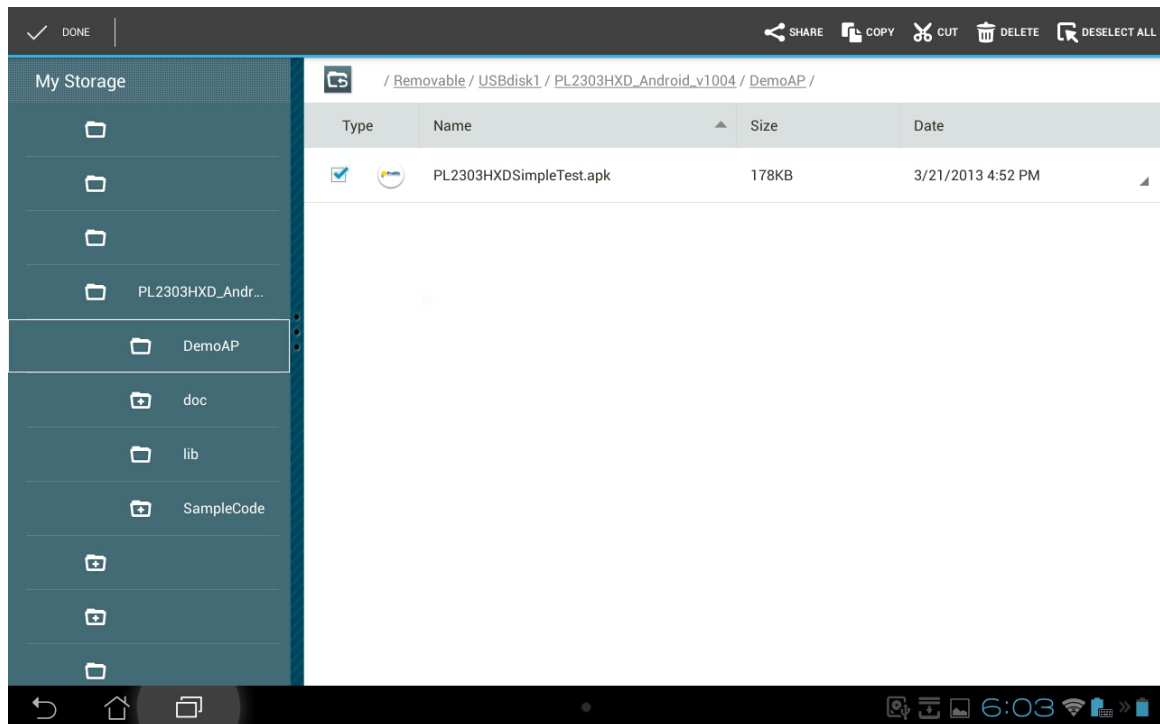 DONE SHARE COPY CUT DELETE DESELECT ALL
My Storage
/ Removable / USBdisk1 / PL2303HXD_Android_v1004 / DemoAP /
Type Name Size Date
PL2303HXDSimpleTest.apk 178KB 3/21/2013 4:52 PM
PL2303HXD_Andr...
DemoAP
doc
lib
SampleCode
6:03